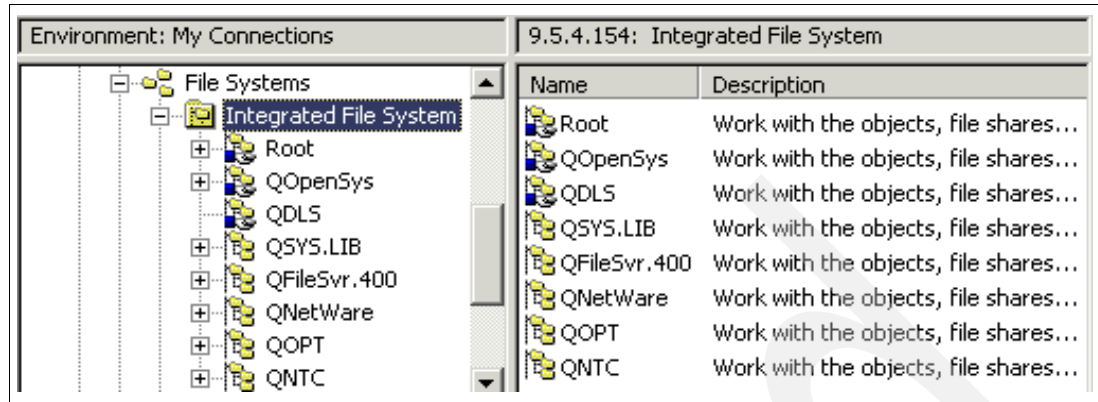 Environment: My Connections
File Systems
Integrated File System
Root
QOpenSys
QDLS
QSYS.LIB
QFileSvr.400
QNetWare
QOPT
QNTC
9.5.4.154: Integrated File System
Name Description
Root Work with the objects, file shares...
QOpenSys Work with the objects, file shares...
QDLS Work with the objects, file shares...
QSYS.LIB Work with the objects, file shares...
QFileSvr.400 Work with the objects, file shares...
QNetWare Work with the objects, file shares...
QOPT Work with the objects, file shares...
QNTC Work with the objects, file shares...